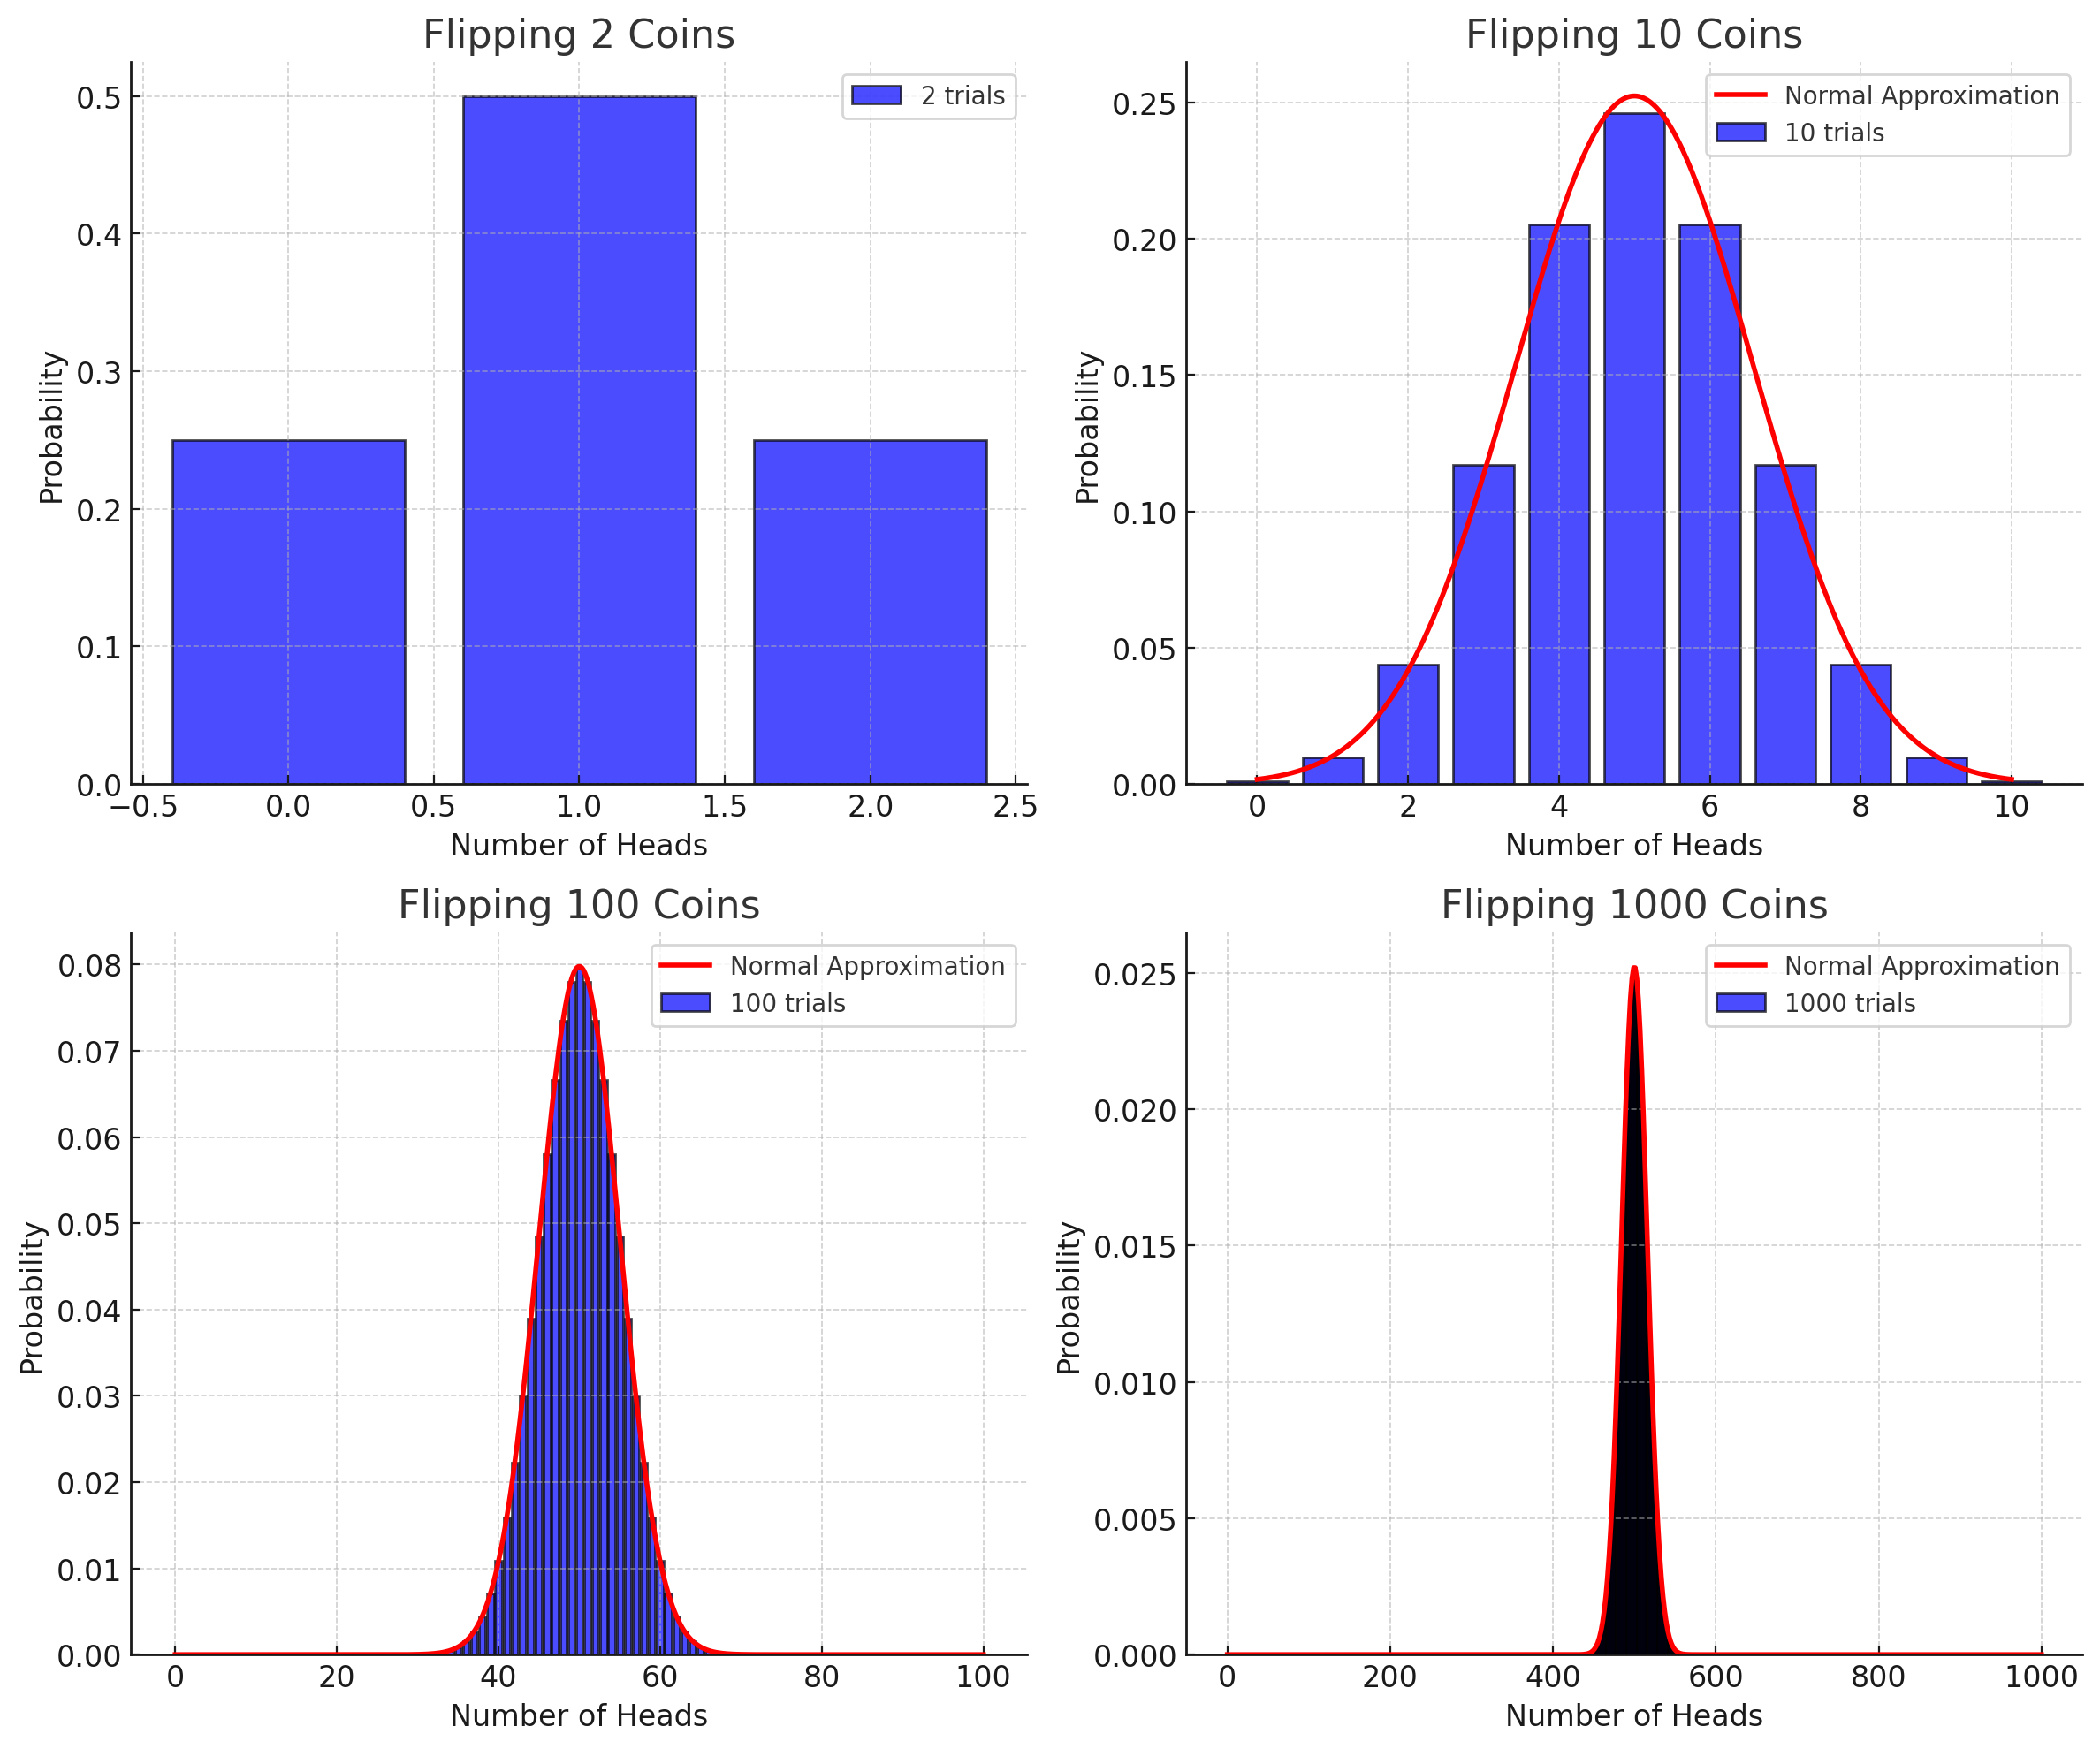 Flipping 2 Coins
2 trials
Probability
0.5
0.4
0.3
0.2
0.1
0.0
−0.5 0.0 0.5 1.0 1.5 2.0 2.5
Number of Heads
Flipping 10 Coins
Normal Approximation
10 trials
Probability
0.25
0.20
0.15
0.10
0.05
0.00
0 2 4 6 8 10
Number of Heads
Flipping 100 Coins
Normal Approximation
100 trials
Probability
0.08
0.07
0.06
0.05
0.04
0.03
0.02
0.01
0.00
0 20 40 60 80 100
Number of Heads
Flipping 1000 Coins
Normal Approximation
1000 trials
Probability
0.025
0.020
0.015
0.010
0.005
0.000
0 200 400 600 800 1000
Number of Heads